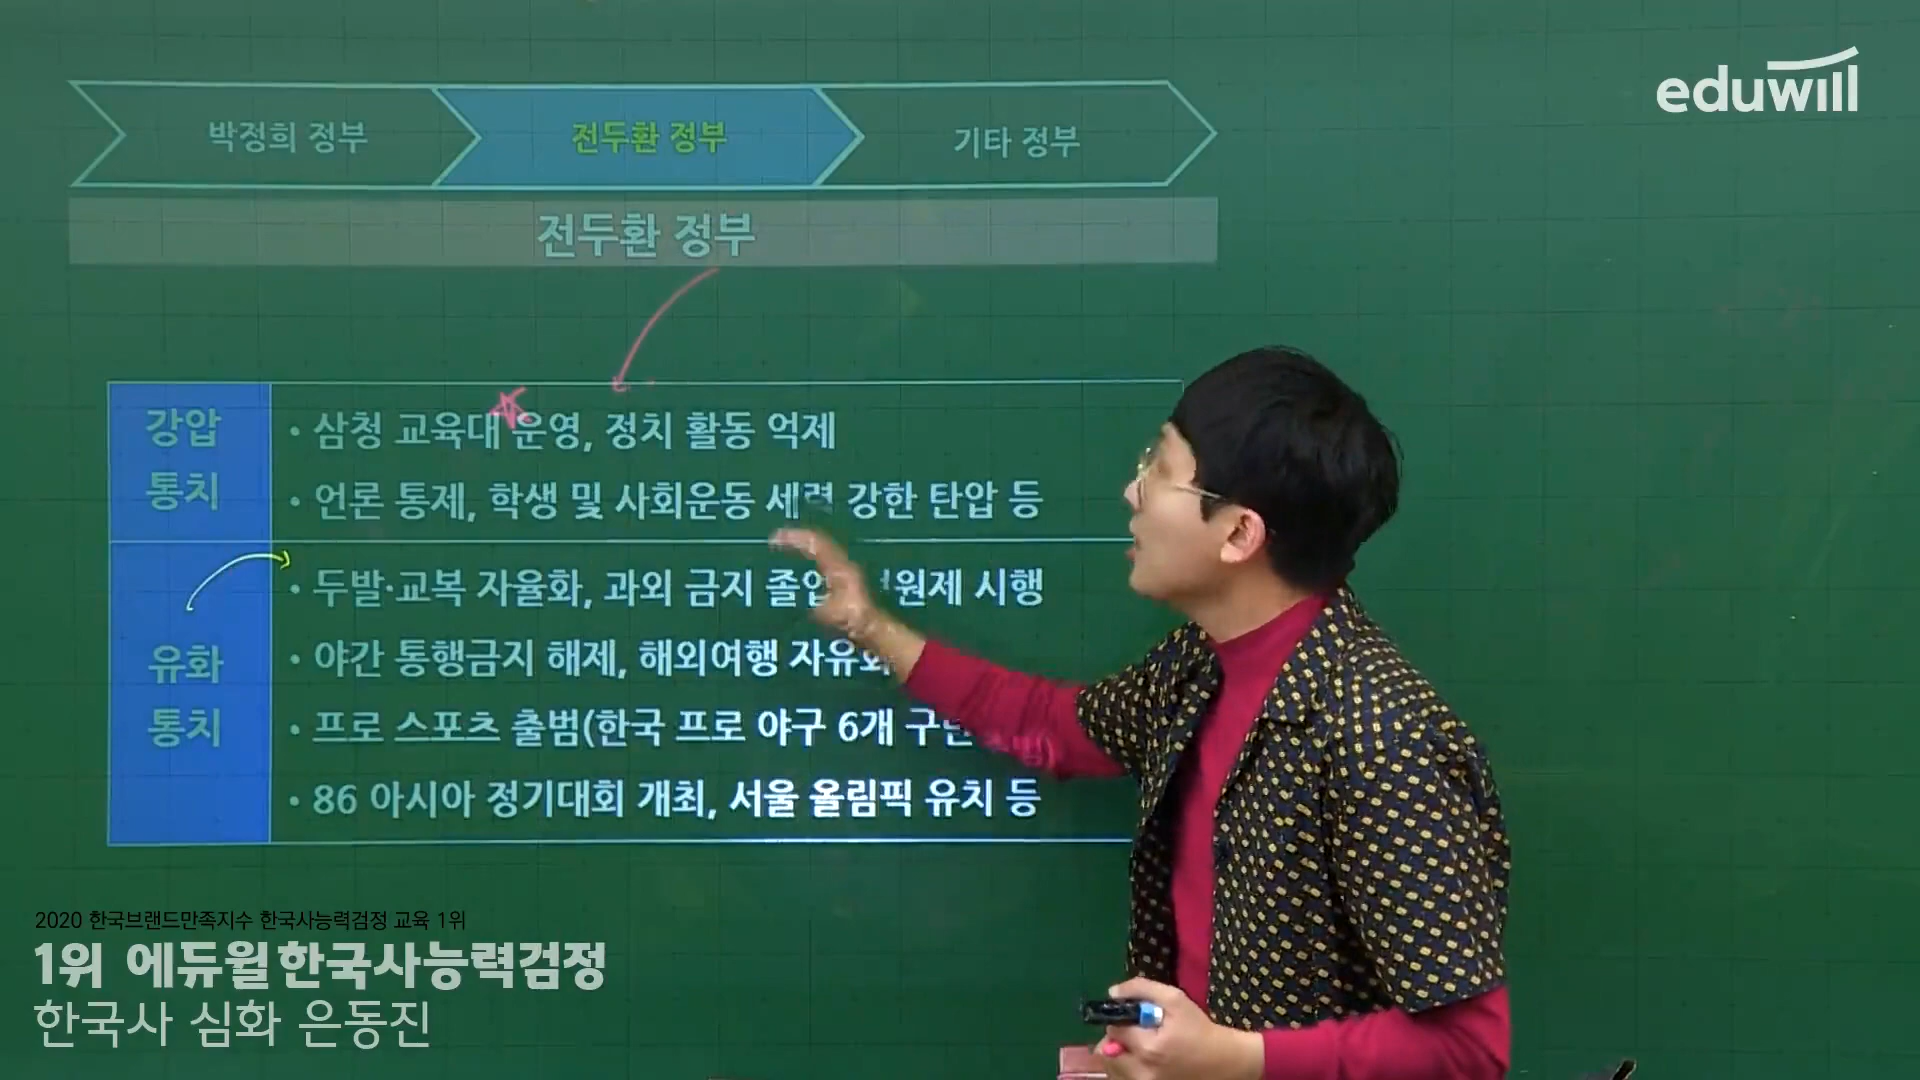 eduwill
박정희 정부
전두환 정부
기타 정부
전두환 정부
강압
통치
• 삼청 교육대 운영, 정치 활동 억제
• 언론 통제, 학생 및 사회운동 세력 강한 탄압 등
유화
통치
• 두발·교복 자율화, 과외 금지 시행
• 야간 통행금지 해제, 해외여행 자유화
• 프로 스포츠 출범(한국 프로 야구 6개 구단
• 86 아시아 정기대회 개최, 서울 올림픽 유치 등
2020 한국브랜드만족지수 한국사능력검정 교육 1위
1위 에듀윌 한국사능력검정
한국사 심화 은동진